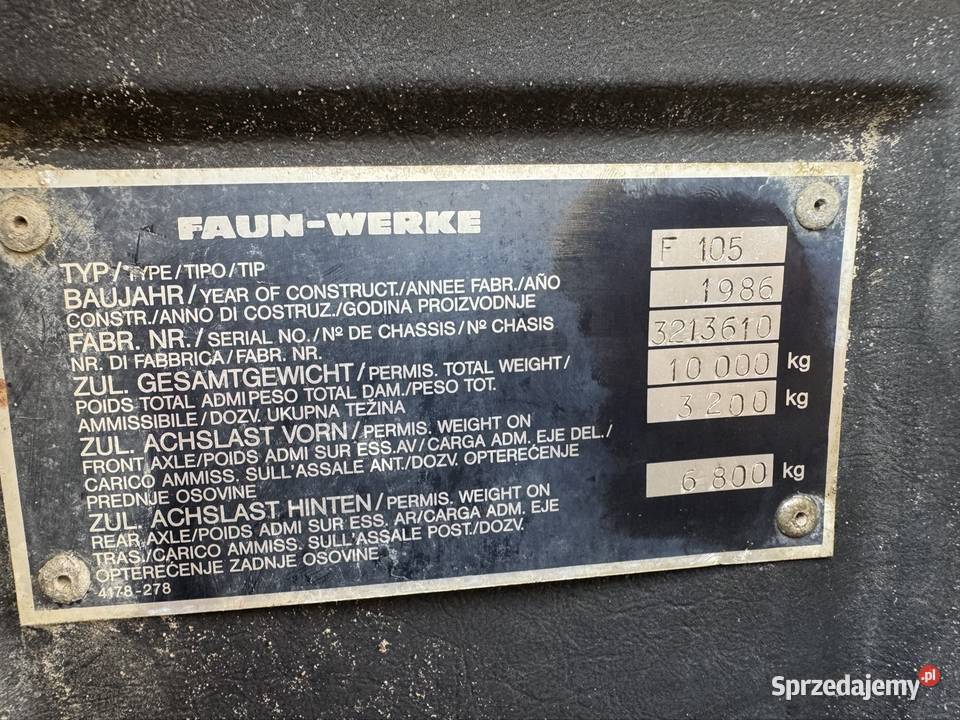 FAUN-WERKE
TYP/TYPE/TIPO/TIP F 105
BAUJAHR/YEAR OF CONSTRUCT./ANNEE FABR./AÑO 1986
CONSTR./ANNO DI COSTRUZ./GODINA PROIZVODNJE
FABR. NR./SERIAL NO./Nº DE CHASSIS/Nº CHASIS 3213610
NR. DI FABBRICA/FABR. NR.
ZUL. GESAMTGEWICHT/PERMIS. TOTAL WEIGHT/ 10 000 kg
POIDS TOTAL ADMI PESO TOTAL DAM./PESO TOT.
AMMISSIBILE/DOZV. UKUPNA TEŽINA
ZUL. ACHSLAST VORN/PERMIS. WEIGHT ON 3 200 kg
FRONT AXLE/POIDS ADMI SUR ESS.AV/CARGA ADM. EJE DEL./
CARICO AMMISS. SULL'ASSALE ANT./DOZV. OPTEREČENJE
PREDNJE OSOVINE
ZUL. ACHSLAST HINTEN/PERMIS. WEIGHT ON 6 800 kg
REAR AXLE/POIDS ADMI SUR ESS. AR/CARGA ADM. EJE
TRAS./CARICO AMMISS. SULL'ASSALE POST./DOZV.
OPTEREČENJE ZADNJE OSOVINE
4178-278
Sprzedajemy.pl